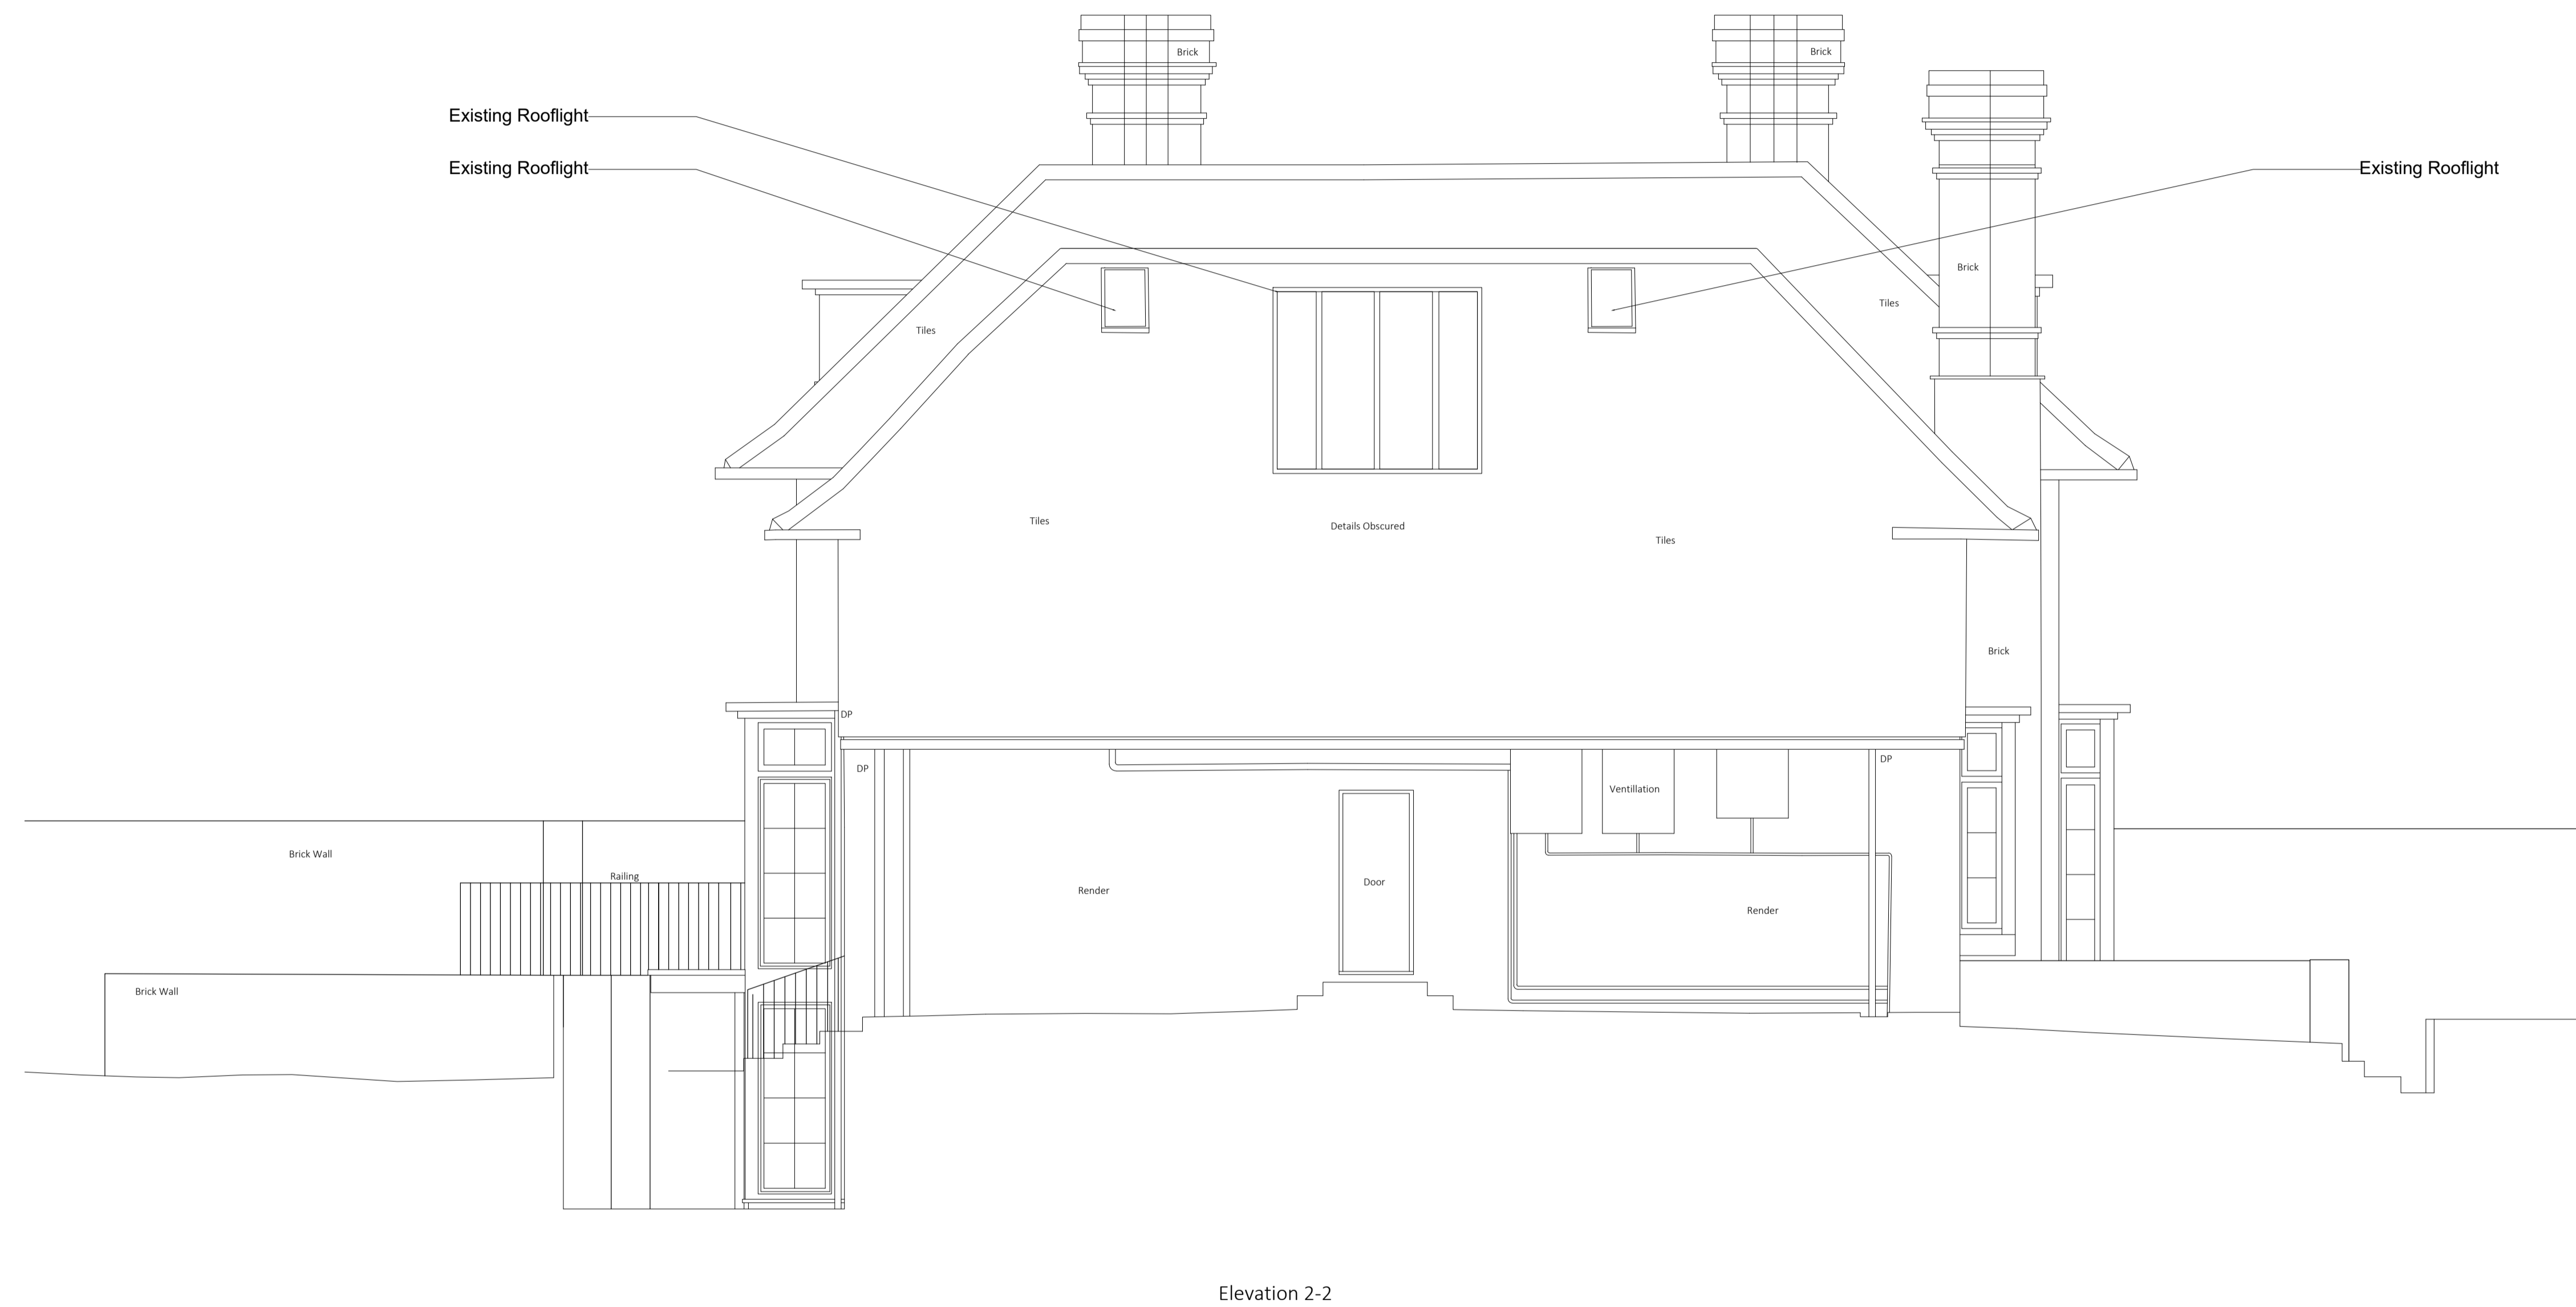 Brick
Brick
Existing Rooflight
Existing Rooflight
Existing Rooflight
Brick
Tiles
Tiles
Tiles
Details Obscured
Tiles
Brick
DP
DP
DP
Ventillation
Brick Wall
Railing
Door
Render
Render
Brick Wall
Elevation 2-2